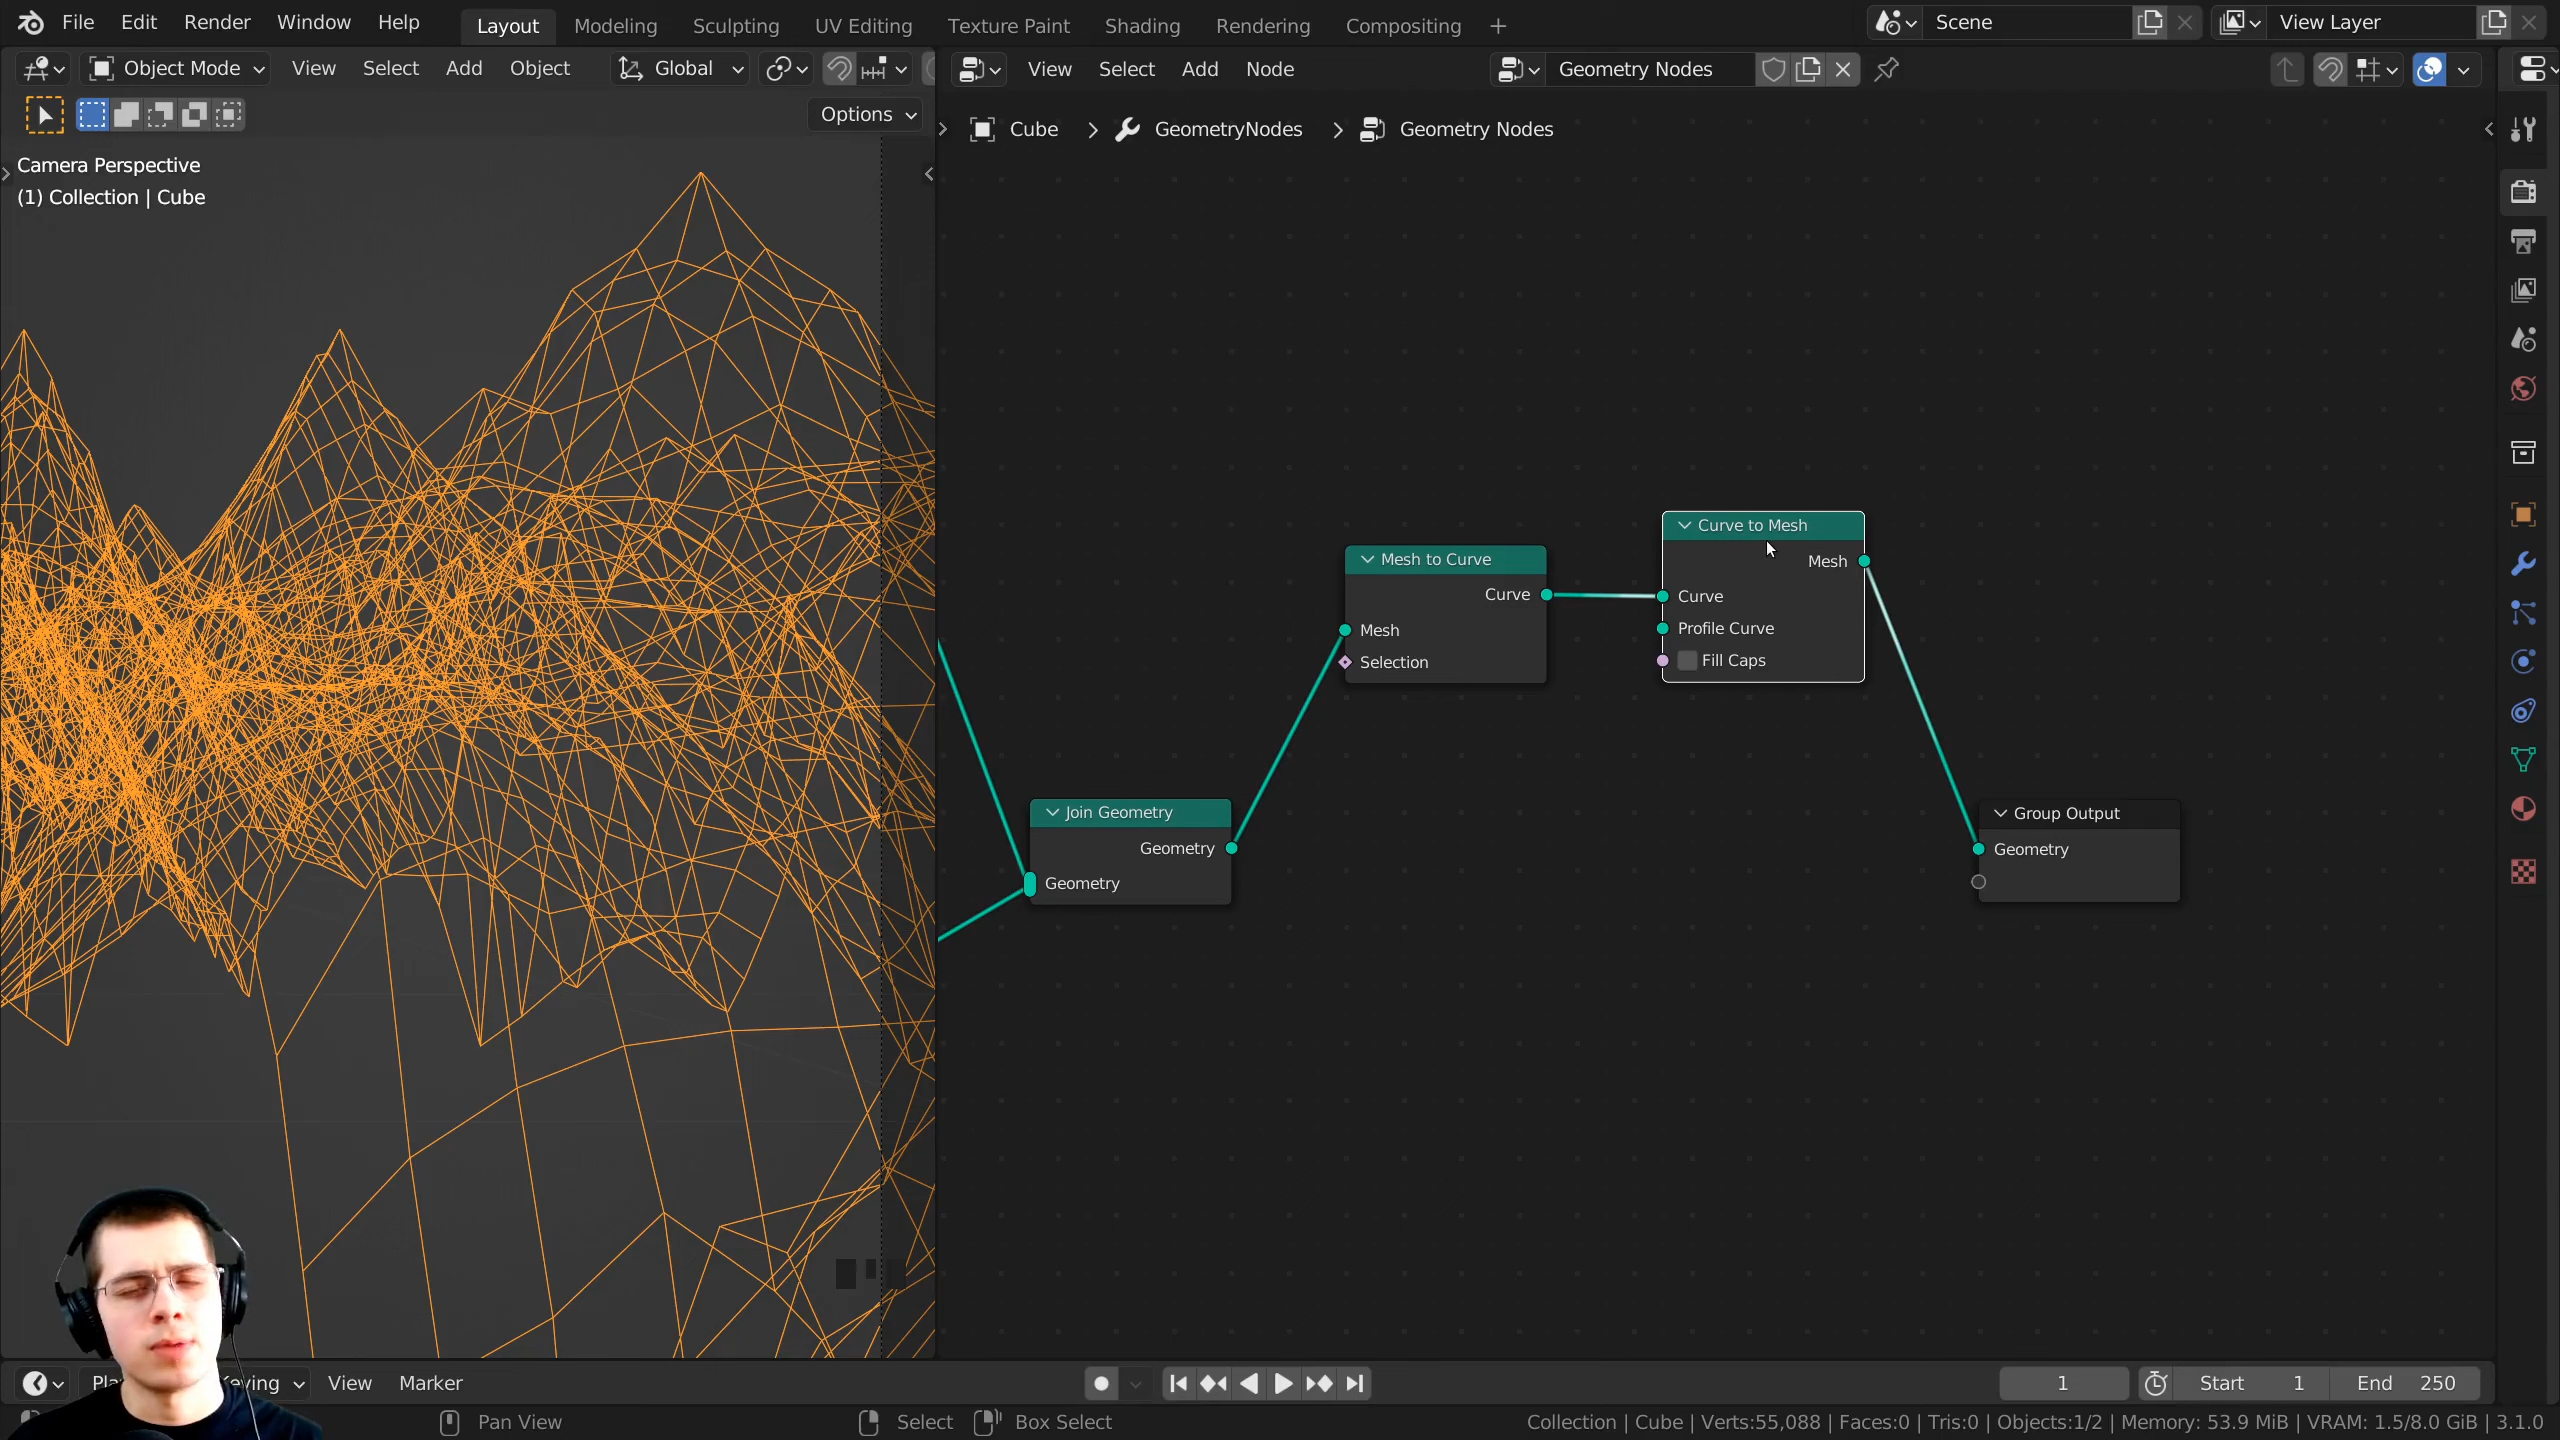 File Edit Render Window Help Layout Modeling Sculpting UV Editing Texture Paint Shading Rendering Compositing + Scene View Layer
Object Mode View Select Add Object Global View Select Add Node Geometry Nodes
Options
Cube > GeometryNodes > Geometry Nodes
Camera Perspective
(1) Collection | Cube
Curve to Mesh
Mesh
Curve
Profile Curve
Fill Caps
Mesh to Curve
Curve
Mesh
Selection
Join Geometry
Geometry
Geometry
Group Output
Geometry
View Marker 1 Start 1 End 250
Pan View Select Box Select Collection | Cube | Verts:55,088 | Faces:0 | Tris:0 | Objects:1/2 | Memory: 53.9 MiB | VRAM: 1.5/8.0 GiB | 3.1.0